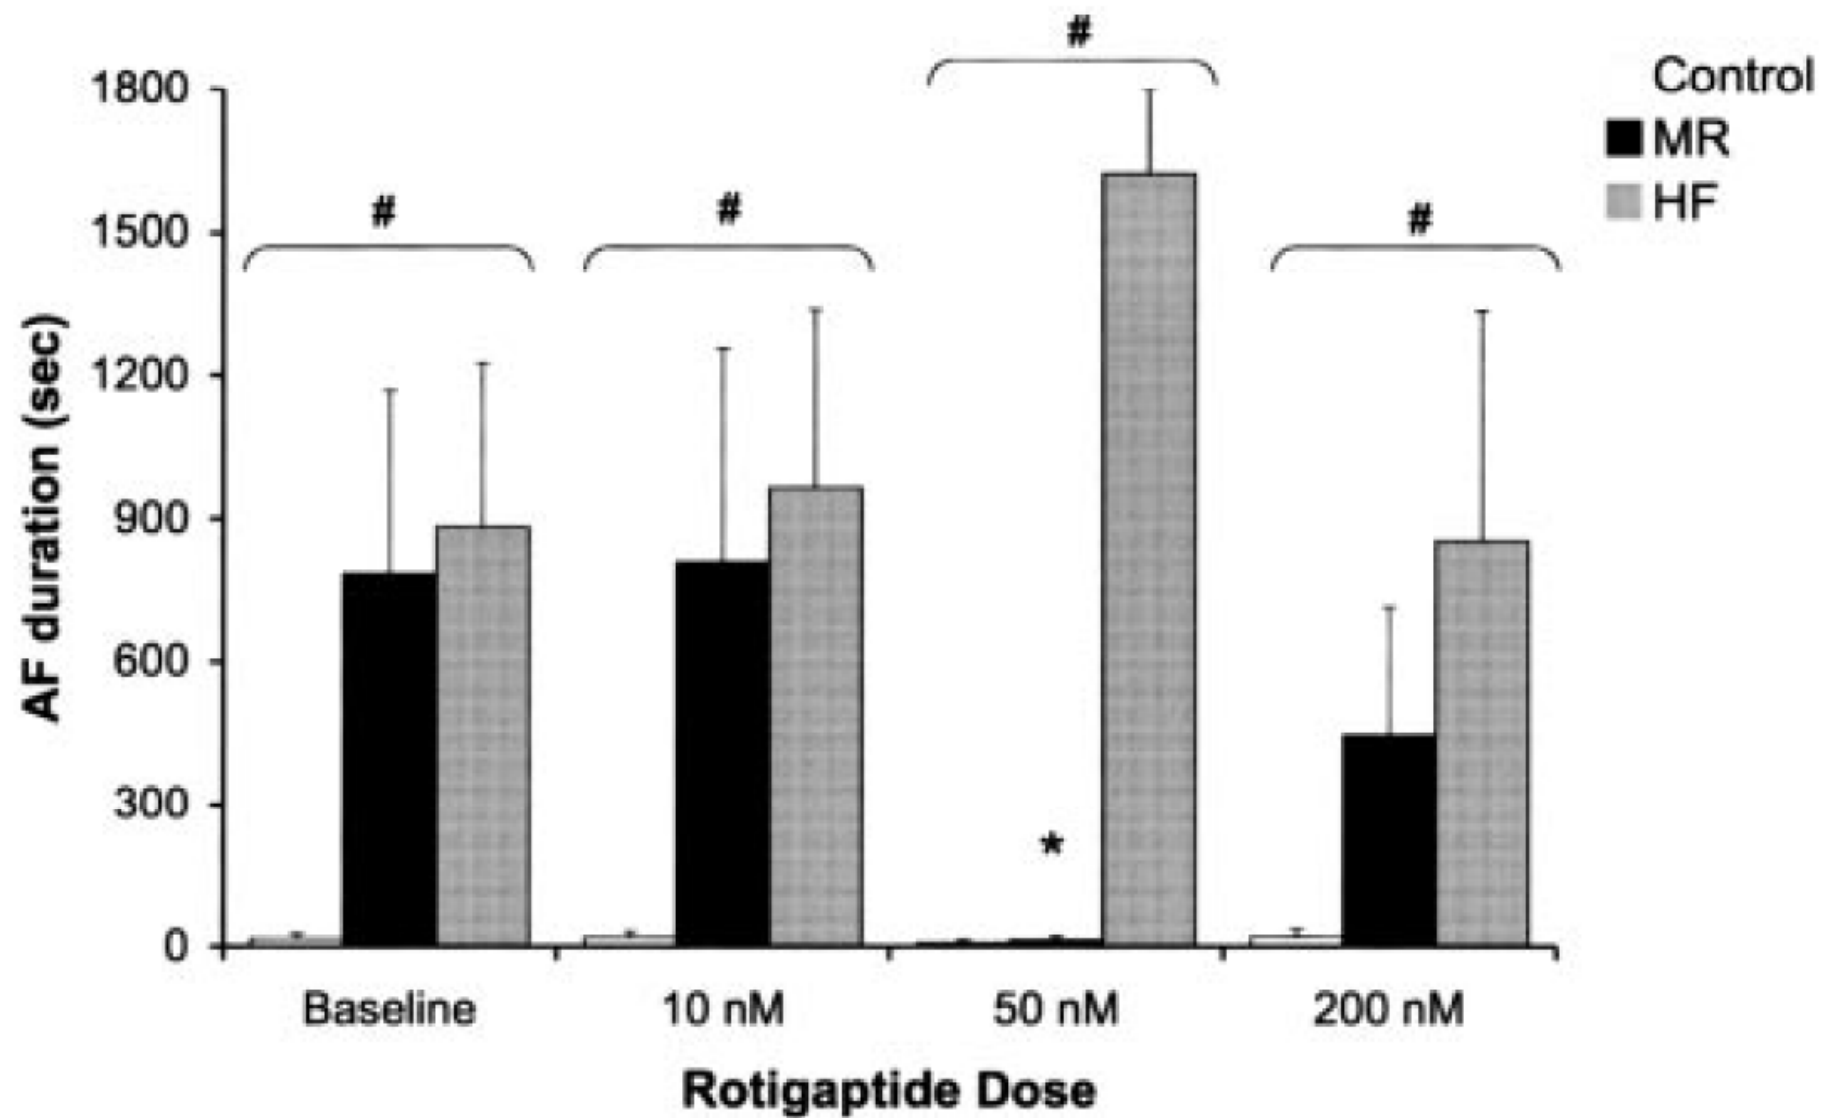 #
1800
Control
MR
HF
# # #
1500
1200
900
600
300
*
0
AF duration (sec)
Baseline 10 nM 50 nM 200 nM
Rotigaptide Dose